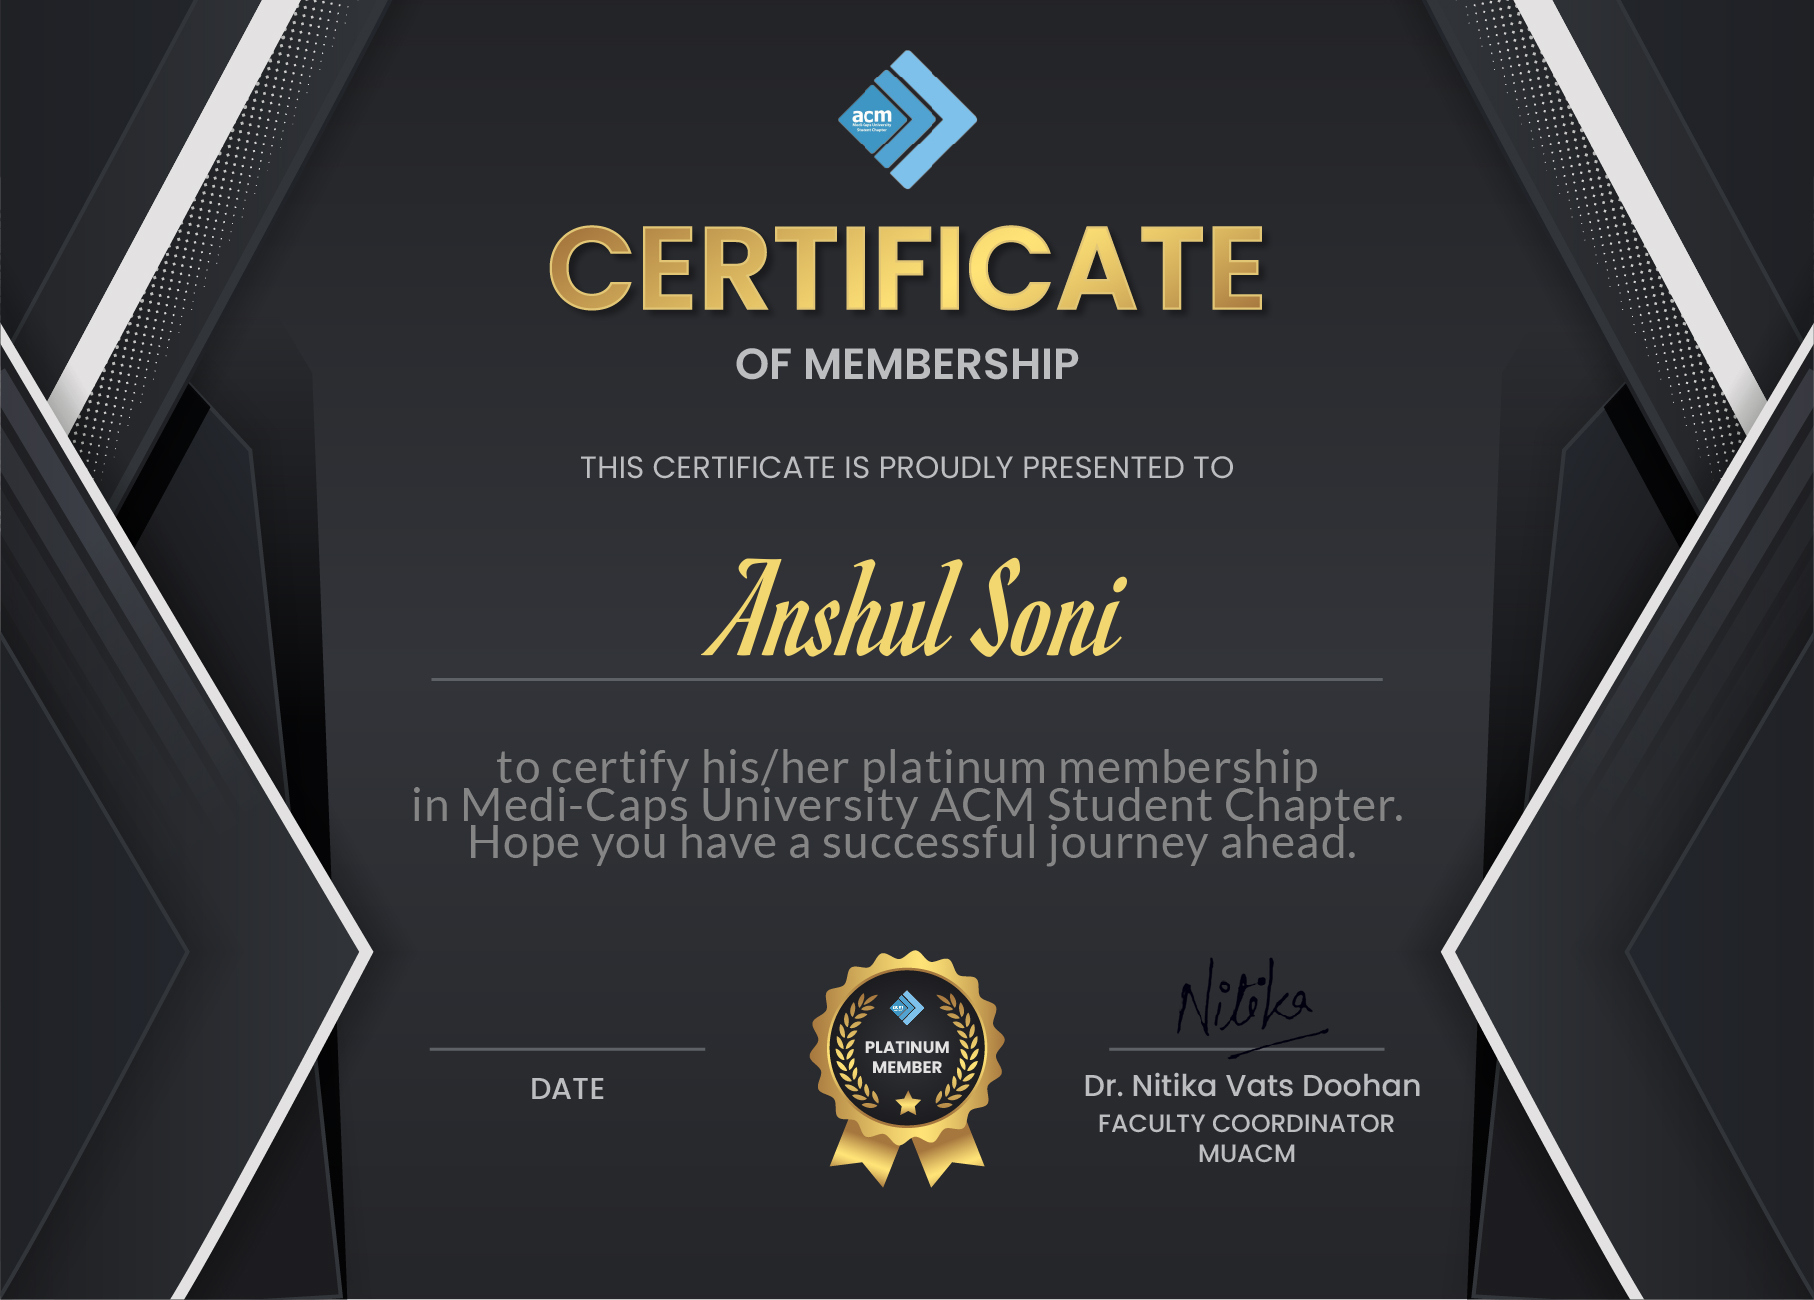 acm
Medi-Caps University
Student Chapter
CERTIFICATE
OF MEMBERSHIP
THIS CERTIFICATE IS PROUDLY PRESENTED TO
Anshul Soni
to certify his/her platinum membership
in Medi-Caps University ACM Student Chapter.
Hope you have a successful journey ahead.
DATE
PLATINUM
MEMBER
Nitika
Dr. Nitika Vats Doohan
FACULTY COORDINATOR
MUACM